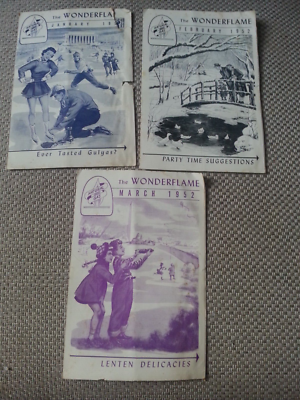 the WONDERFLAME
JANUARY 195
Ever Tasted Gulyas?
the WONDERFLAME
FEBRUARY 1952
PARTY TIME SUGGESTIONS
the WONDERFLAME
MARCH 1952
LENTEN DELICACIES